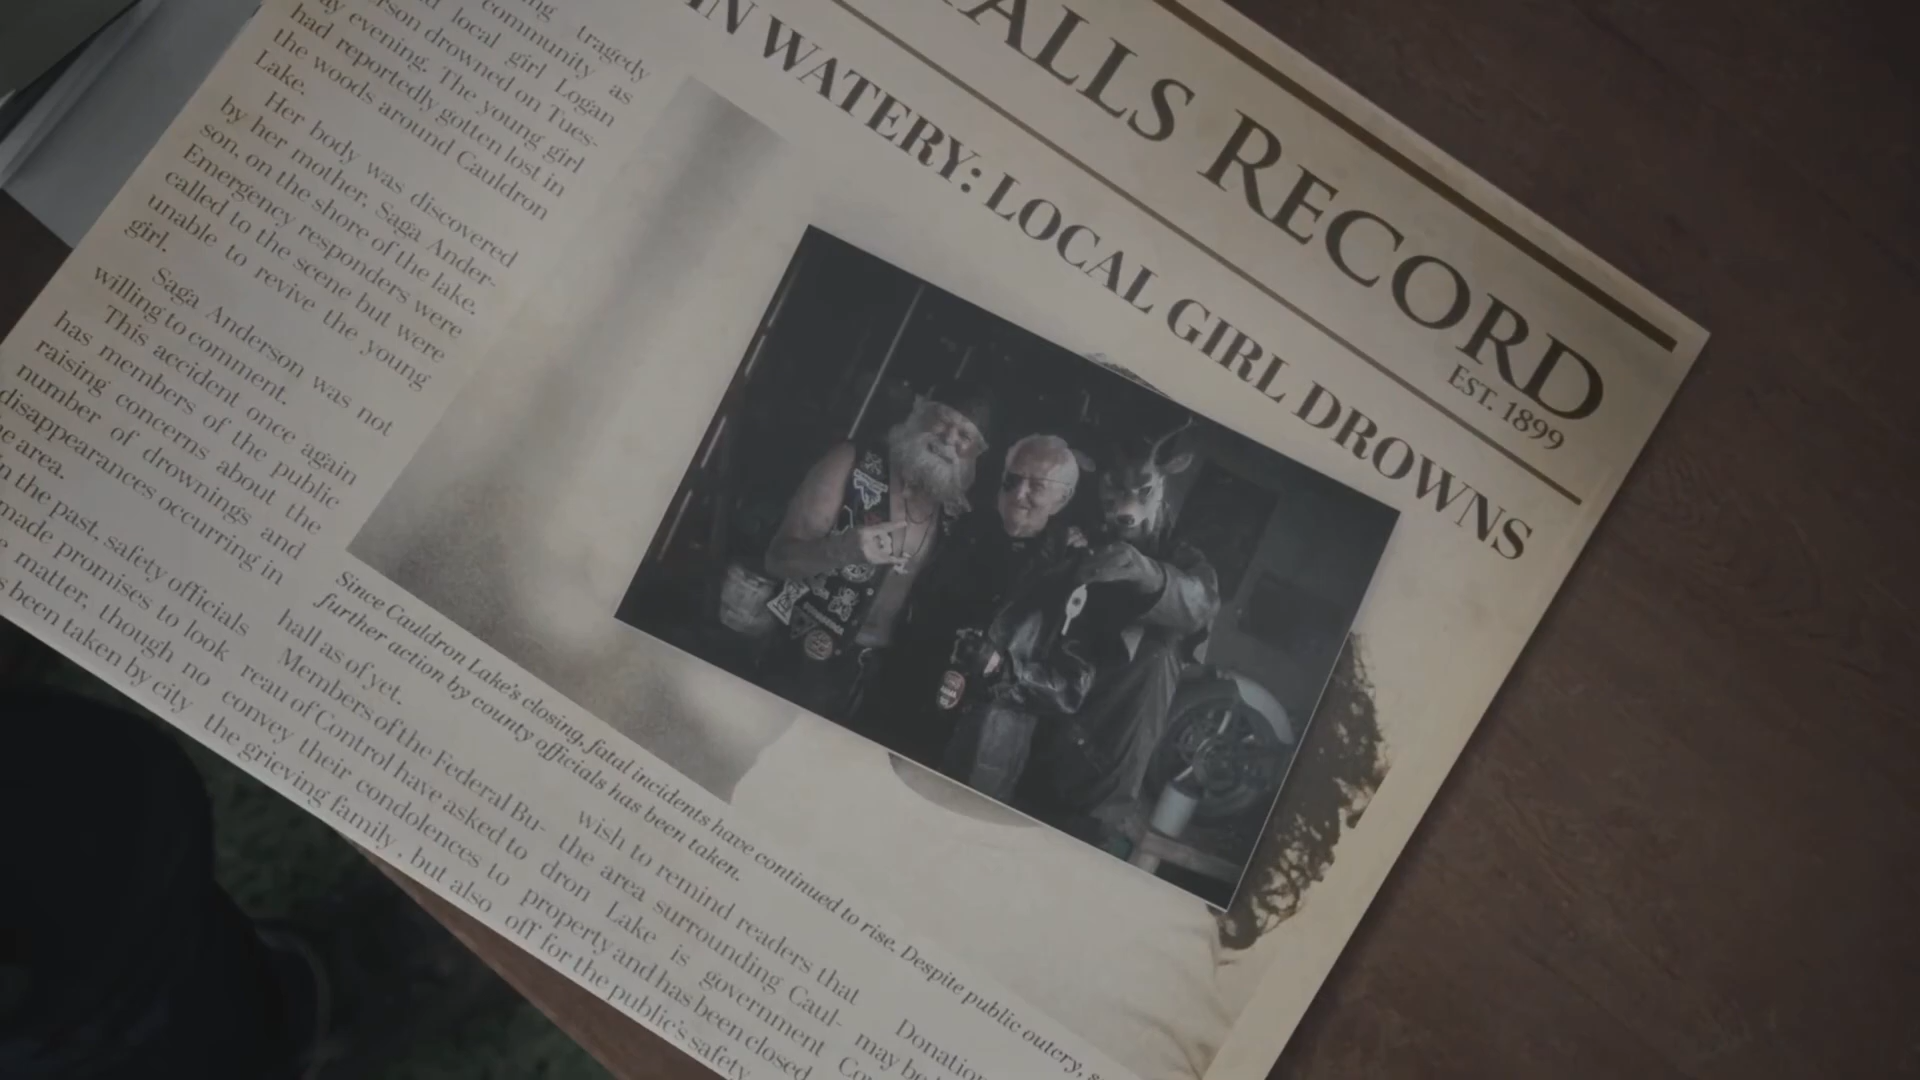 ALLS RECORD
EST. 1899
IN WATERY: LOCAL GIRL DROWNS
tragedy
community as
local girl Logan
drowned on Tues-
evening. The young girl
had reportedly gotten lost in
the woods around Cauldron
Lake.
Her body was discovered
by her mother, Saga Ander-
son, on the shore of the lake.
Emergency responders were
called to the scene but were
unable to revive the young
girl.
Saga Anderson was not
willing to comment.
This accident once again
has members of the public
raising concerns about the
number of drownings and
disappearances occurring in
area.
the past, safety officials
made promises to look
matter, though no
been taken by city
hall as of yet.
Members of the Federal Bu-
reau of Control have asked to
convey their condolences to
the grieving family, but also
wish to remind readers that
the area surrounding Caul-
dron Lake is government
property and has been closed
off for the public's safety.
Donation
may be
Since Cauldron Lake's closing, fatal incidents have continued to rise. Despite public outcry,
further action by county officials has been taken.